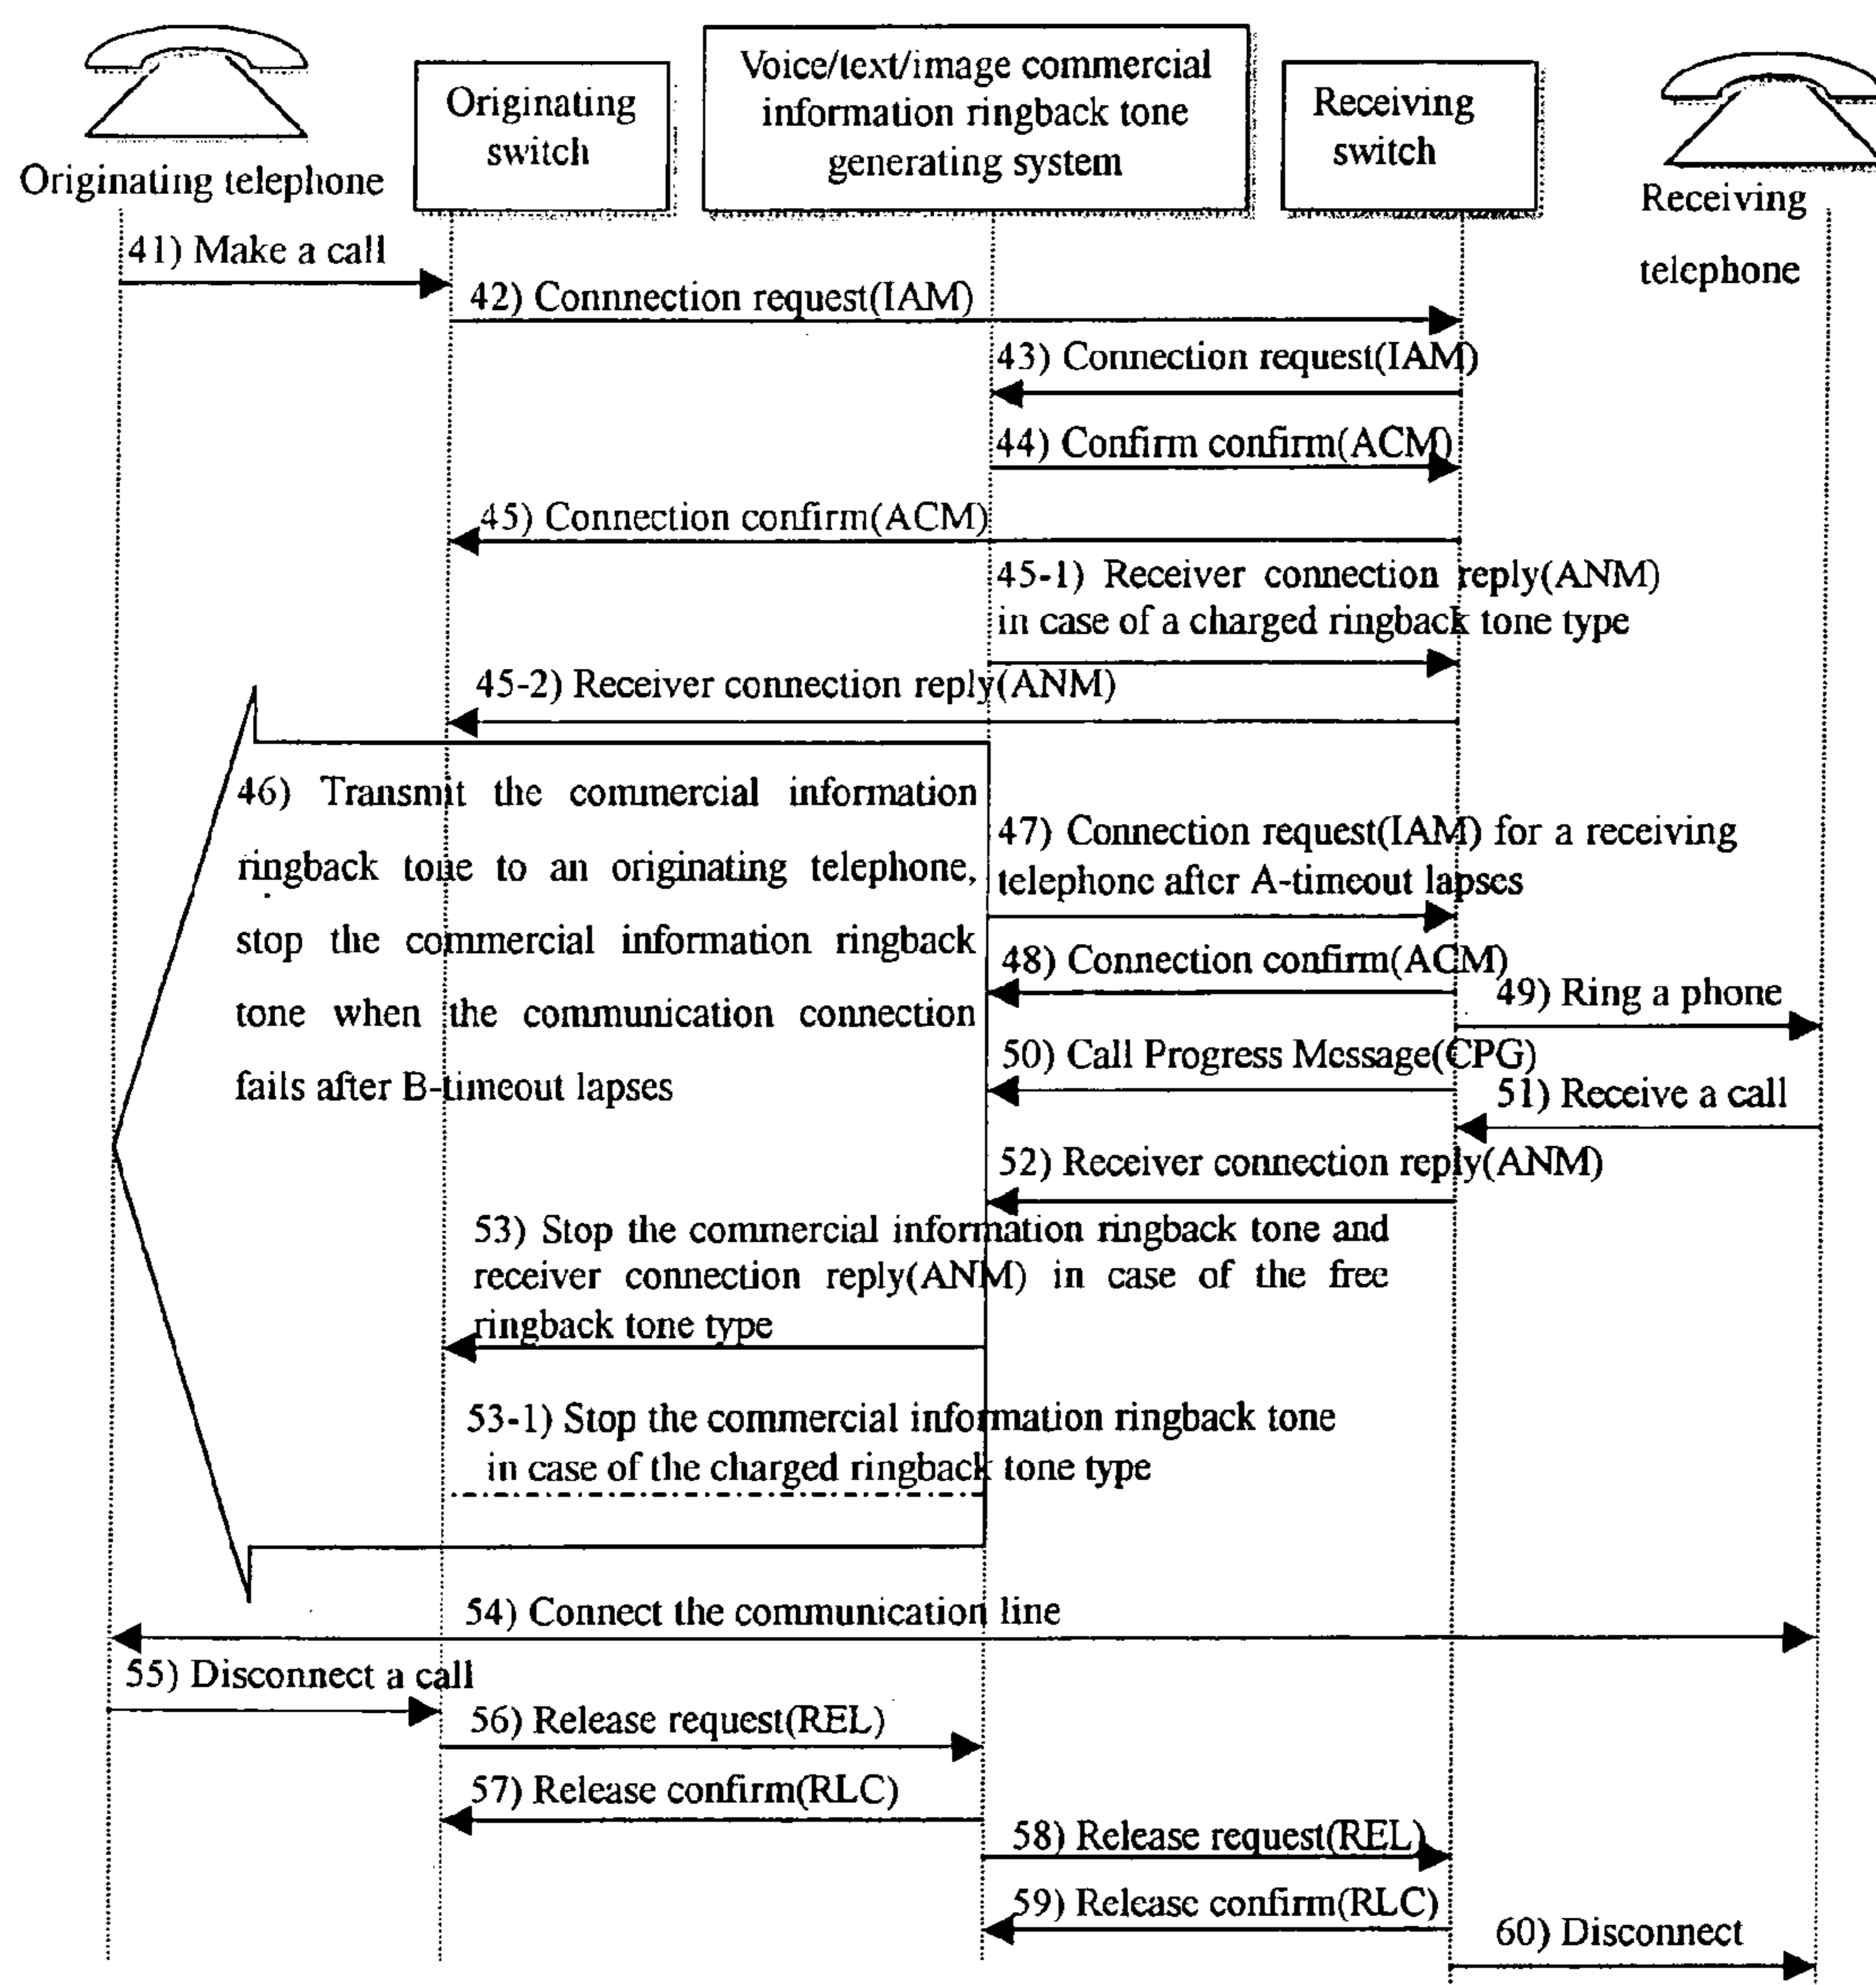 Originating telephone
Originating
switch
Voice/text/image commercial
information ringback tone
generating system
Receiving
switch
Receiving
telephone
41) Make a call
42) Connnection request(IAM)
43) Connection request(IAM)
44) Confirm confirm(ACM)
45) Connection confirm(ACM)
45-1) Receiver connection reply(ANM)
in case of a charged ringback tone type
45-2) Receiver connection reply(ANM)
46) Transmit the commercial information
ringback tone to an originating telephone,
stop the commercial information ringback
tone when the communication connection
fails after B-timeout lapses
47) Connection request(IAM) for a receiving
telephone after A-timeout lapses
48) Connection confirm(ACM)
49) Ring a phone
50) Call Progress Message(CPG)
51) Receive a call
52) Receiver connection reply(ANM)
53) Stop the commercial information ringback tone and
receiver connection reply(ANM) in case of the free
ringback tone type
53-1) Stop the commercial information ringback tone
in case of the charged ringback tone type
54) Connect the communication line
55) Disconnect a call
56) Release request(REL)
57) Release confirm(RLC)
58) Release request(REL)
59) Release confirm(RLC)
60) Disconnect